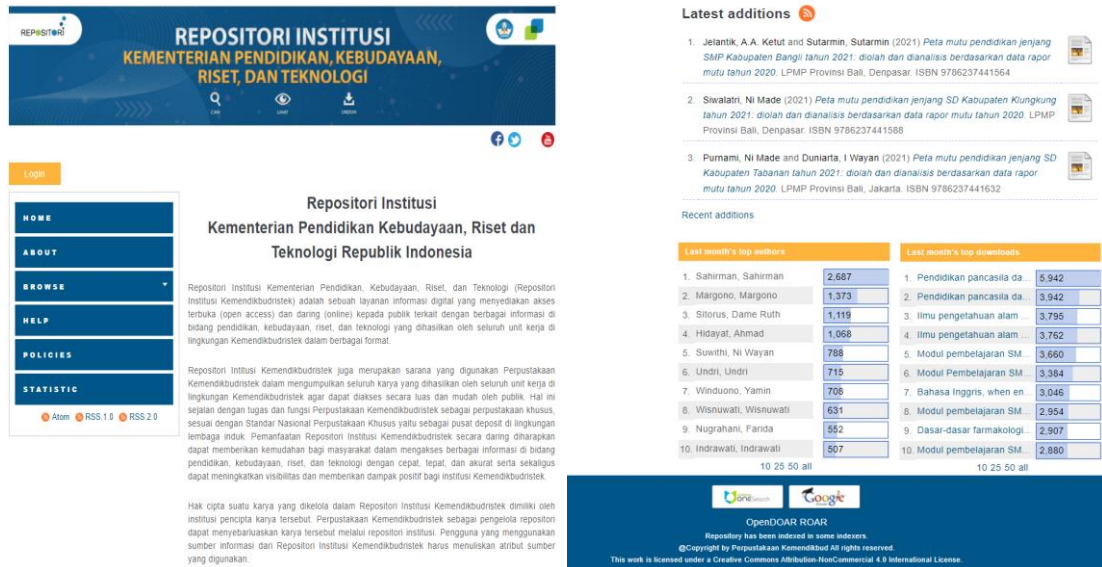 REPOSITORI
REPOSITORI INSTITUSI
KEMENTERIAN PENDIDIKAN, KEBUDAYAAN,
RISET, DAN TEKNOLOGI
CARI
LIHAT
UNDUH
Login
HOME
ABOUT
BROWSE
HELP
POLICIES
STATISTIC
Atom RSS 1.0 RSS 2.0
Repositori Institusi
Kementerian Pendidikan Kebudayaan, Riset dan
Teknologi Republik Indonesia
Repositori Institusi Kementerian Pendidikan, Kebudayaan, Riset, dan Teknologi (Repositori
Institusi Kemendikbudristek) adalah sebuah layanan informasi digital yang menyediakan akses
terbuka (open access) dan daring (online) kepada publik terkait dengan berbagai informasi di
bidang pendidikan, kebudayaan, riset, dan teknologi yang dihasilkan oleh seluruh unit kerja di
lingkungan Kemendikbudristek dalam berbagai format.
Repositori Intitusi Kemendikbudristek juga merupakan sarana yang digunakan Perpustakaan
Kemendikbudristek dalam mengumpulkan seluruh karya yang dihasilkan oleh seluruh unit kerja di
lingkungan Kemendikbudristek agar dapat diakses secara luas dan mudah oleh publik. Hal ini
sejalan dengan tugas dan fungsi Perpustakaan Kemendikbudristek sebagai perpustakaan khusus,
sesuai dengan Standar Nasional Perpustakaan Khusus yaitu sebagai pusat deposit di lingkungan
lembaga induk. Pemanfaatan Repositori Institusi Kemendikbudristek secara daring diharapkan
dapat memberikan kemudahan bagi masyarakat dalam mengakses berbagai informasi di bidang
pendidikan, kebudayaan, riset, dan teknologi dengan cepat, tepat, dan akurat serta sekaligus
dapat meningkatkan visibilitas dan memberikan dampak positif bagi institusi Kemendikbudristek.
Hak cipta suatu karya yang dikelola dalam Repositori Institusi Kemendikbudristek dimiliki oleh
institusi pencipta karya tersebut. Perpustakaan Kemendikbudristek sebagai pengelola repositori
dapat menyebarluaskan karya tersebut melalui repositori institusi. Pengguna yang menggunakan
sumber informasi dari Repositori Institusi Kemendikbudristek harus menuliskan atribut sumber
yang digunakan.
Latest additions
1. Jelantik, A.A. Ketut and Sutarmin, Sutarmin (2021) Peta mutu pendidikan jenjang
SMP Kabupaten Bangli tahun 2021: diolah dan dianalisis berdasarkan data rapor
mutu tahun 2020. LPMP Provinsi Bali, Denpasar. ISBN 9786237441564
2. Siwalatri, Ni Made (2021) Peta mutu pendidikan jenjang SD Kabupaten Klungkung
tahun 2021: diolah dan dianalisis berdasarkan data rapor mutu tahun 2020. LPMP
Provinsi Bali, Denpasar. ISBN 9786237441588
3. Purnami, Ni Made and Duniarta, I Wayan (2021) Peta mutu pendidikan jenjang SD
Kabupaten Tabanan tahun 2021: diolah dan dianalisis berdasarkan data rapor
mutu tahun 2020. LPMP Provinsi Bali, Jakarta. ISBN 9786237441632
Recent additions
Last month's top authors
1. Sahirman, Sahirman 2,687
2. Margono, Margono 1,373
3. Sitorus, Dame Ruth 1,119
4. Hidayat, Ahmad 1,068
5. Suwithi, Ni Wayan 788
6. Undri, Undri 715
7. Winduono, Yamin 708
8. Wisnuwati, Wisnuwati 631
9. Nugrahani, Farida 552
10. Indrawati, Indrawati 507
10 25 50 all
Last month's top downloads
1. Pendidikan pancasila da... 5,942
2. Pendidikan pancasila da... 3,942
3. Ilmu pengetahuan alam ... 3,795
4. Ilmu pengetahuan alam ... 3,762
5. Modul pembelajaran SM... 3,660
6. Modul Pembelajaran SM... 3,384
7. Bahasa Inggris, when en... 3,046
8. Modul pembelajaran SM... 2,954
9. Dasar-dasar farmakologi... 2,907
10. Modul pembelajaran SM... 2,880
10 25 50 all
OneSearch
Google
OpenDOAR ROAR
Repository has been indexed in some indexers.
@Copyright by Perpustakaan Kemendikbud All rights reserved.
This work is licensed under a Creative Commons Attribution-NonCommercial 4.0 International License.